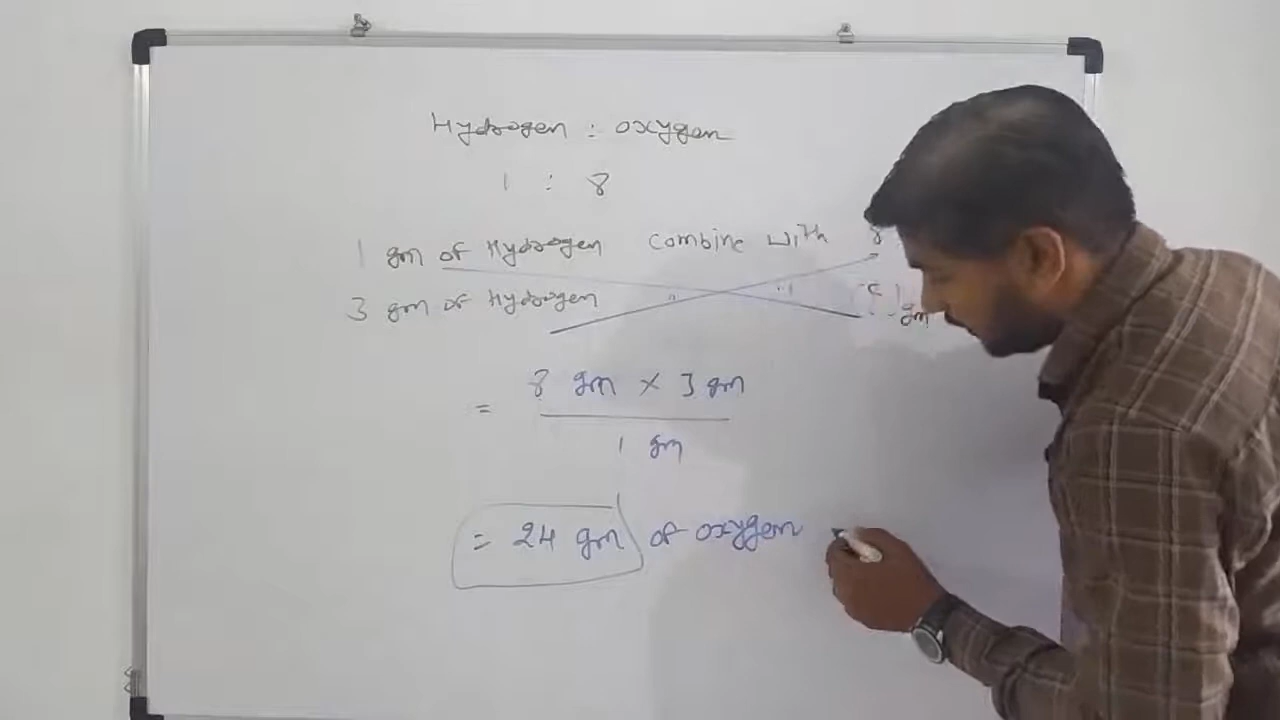 Hydrogen : oxygen
1 : 8
1 gm of Hydrogen combine with 8
3 gm of Hydrogen " "
gm
= 8 gm × 3 gm
1 gm
= 24 gm of oxygen